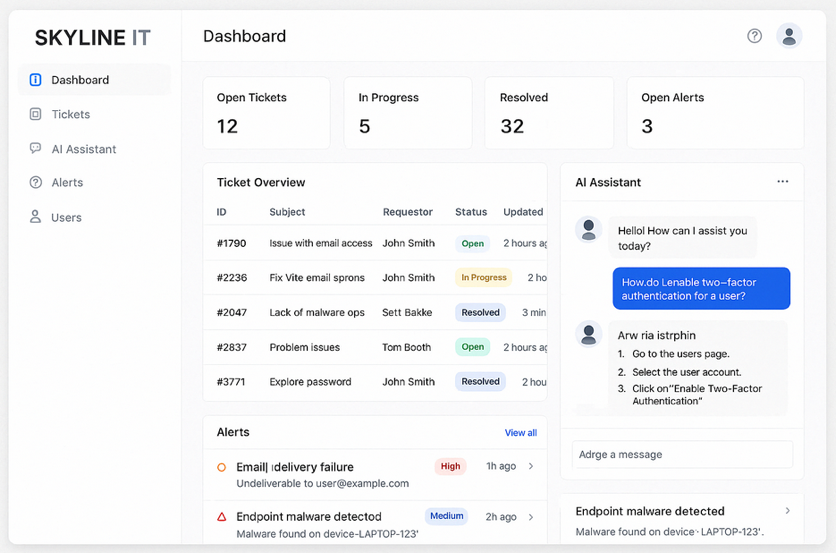 SKYLINE IT
Dashboard
Tickets
AI Assistant
Alerts
Users
Dashboard
Open Tickets
12
In Progress
5
Resolved
32
Open Alerts
3
Ticket Overview
ID Subject Requestor Status Updated
#1790 Issue with email access John Smith Open 2 hours ag
#2236 Fix Vite email sprons John Smith In Progress 2 ho
#2047 Lack of malware ops Sett Bakke Resolved 3 min
#2837 Problem issues Tom Booth Open 2 hours ag
#3771 Explore password John Smith Resolved 2 hou
Alerts View all
Email delivery failure High 1h ago
Undeliverable to user@example.com
Endpoint malware detectod Medium 2h ago
Malware found on device-LAPTOP-123'
AI Assistant
Hellol How can I assist you
today?
How.do Lenable two-factor
authentication for a user?
Arw ria istrphin
1. Go to the users page.
2. Select the user account.
3. Click on"Enable Two-Factor
Authentication"
Adrge a message
Endpoint malware detected
Malware found on device·LAPTOP-123'.